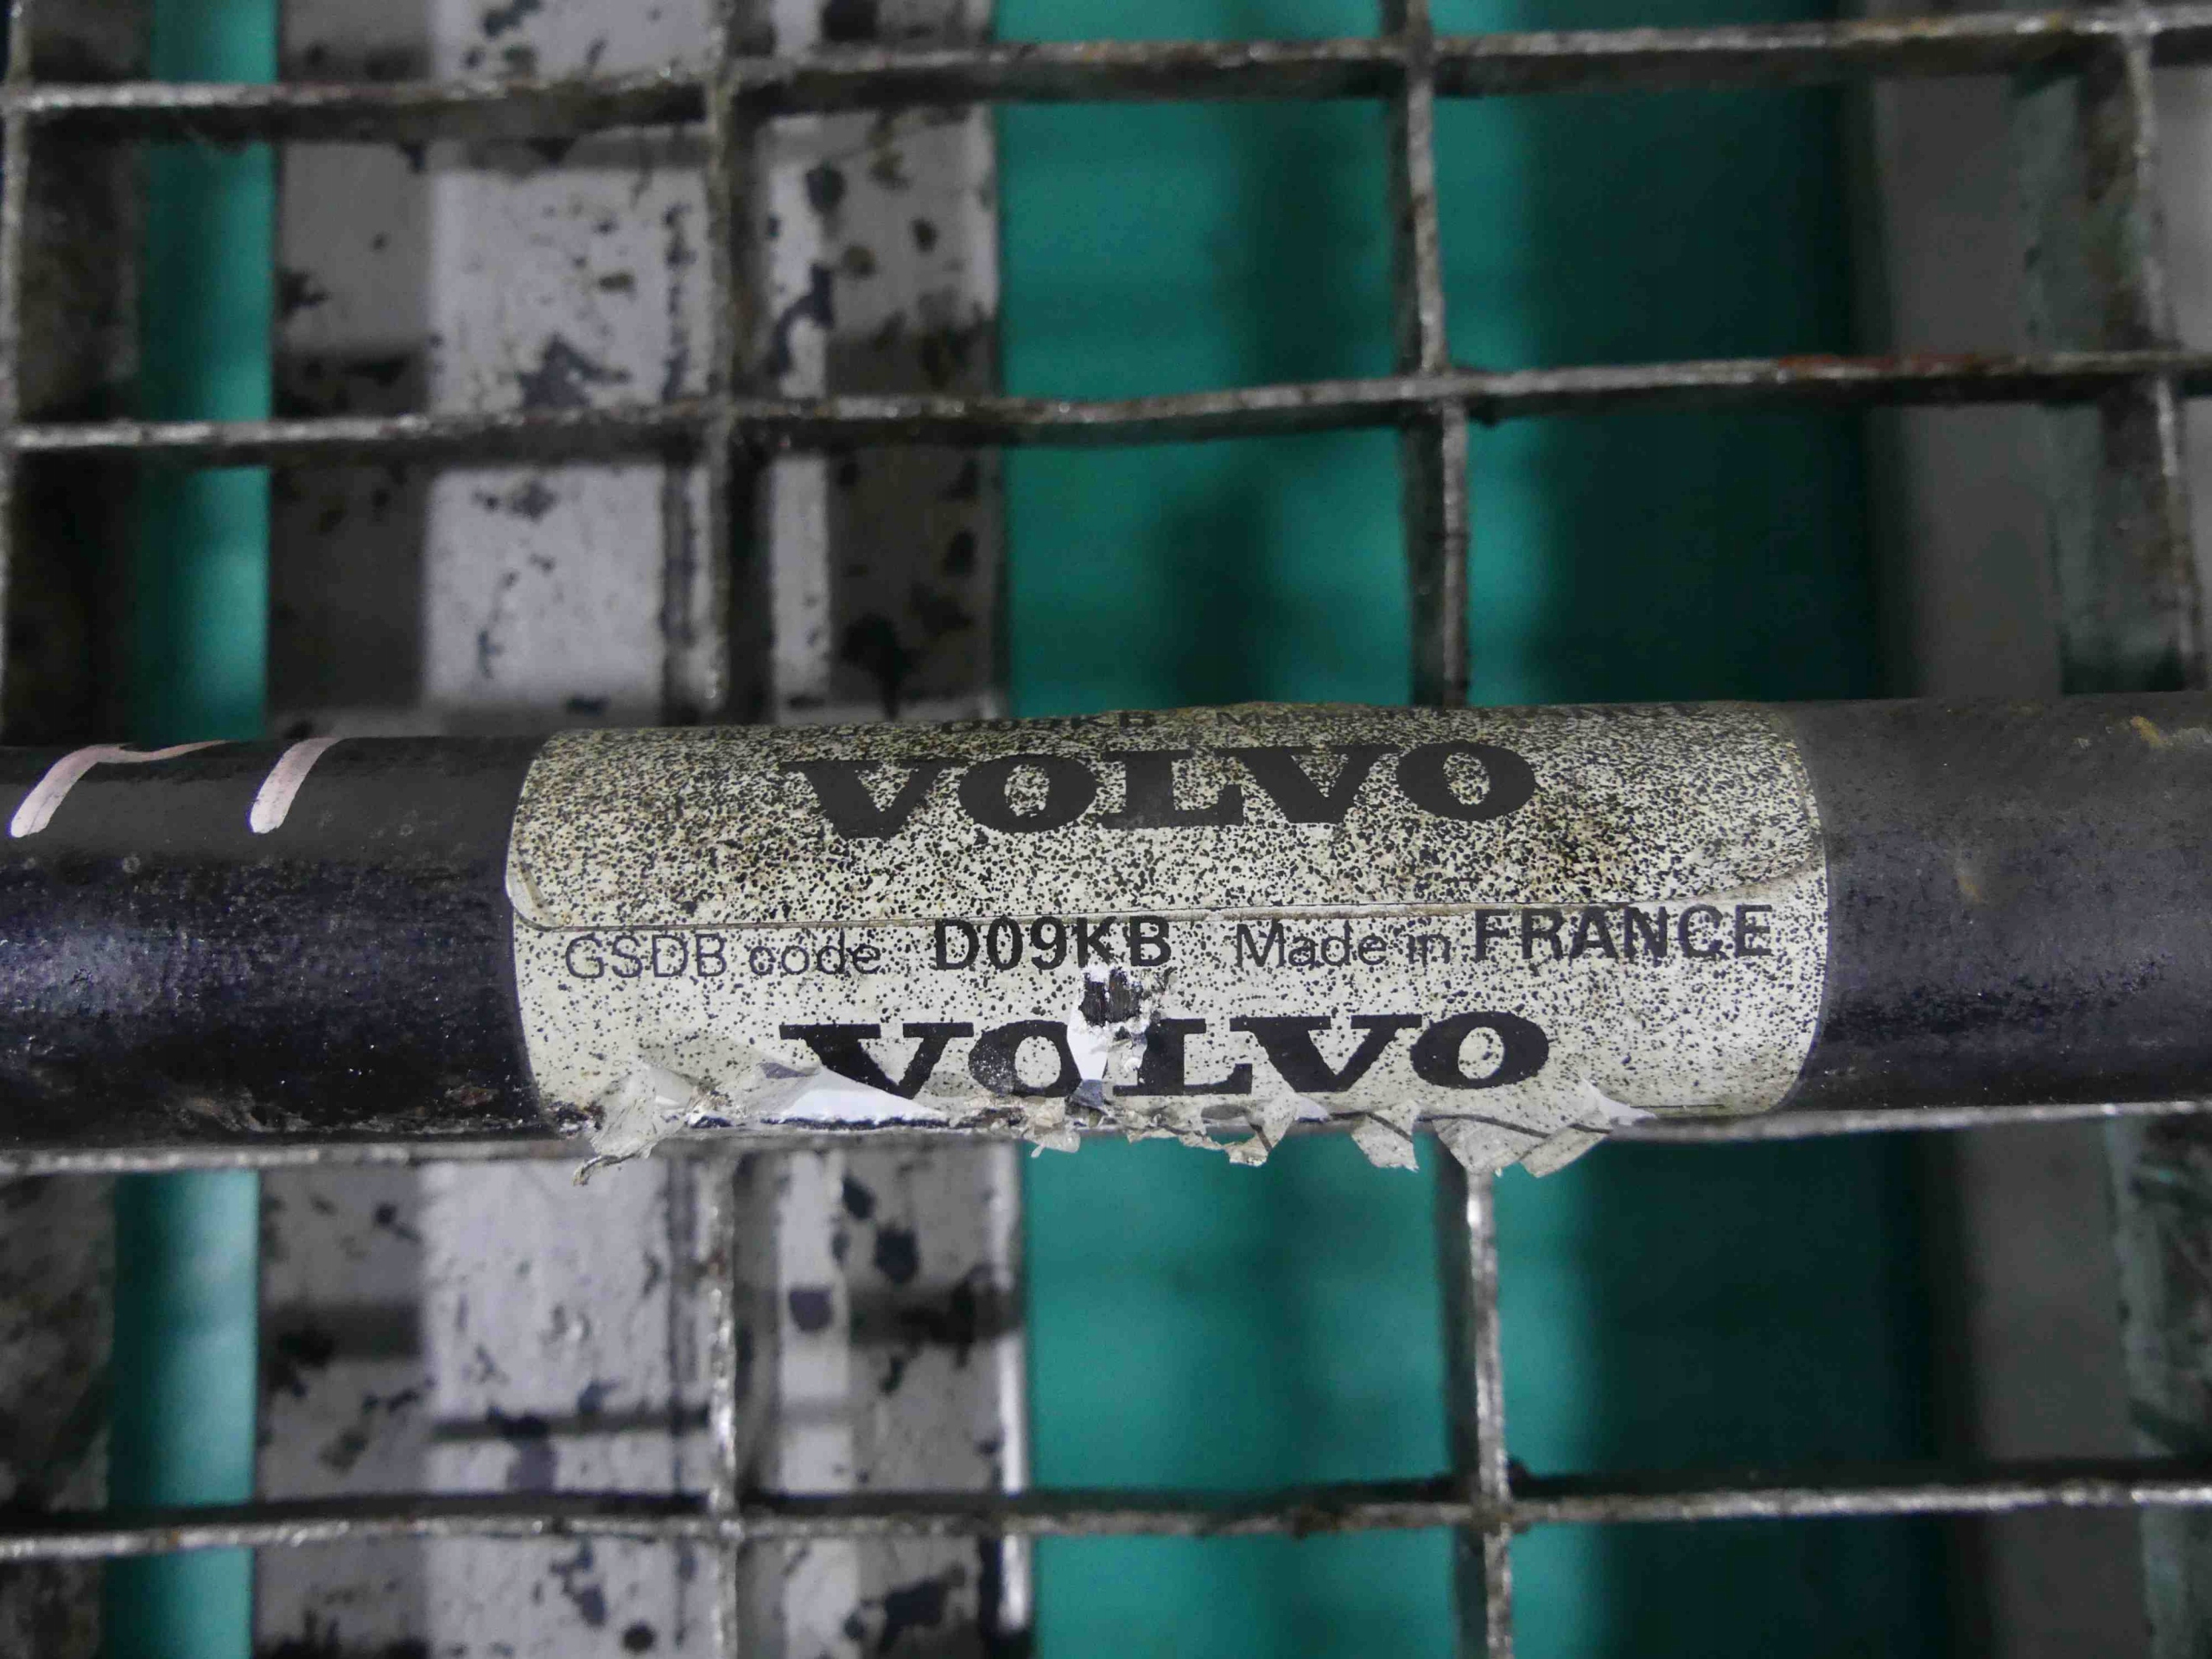 VOLVO
GSDB code D09KB Made in FRANCE
VOLVO